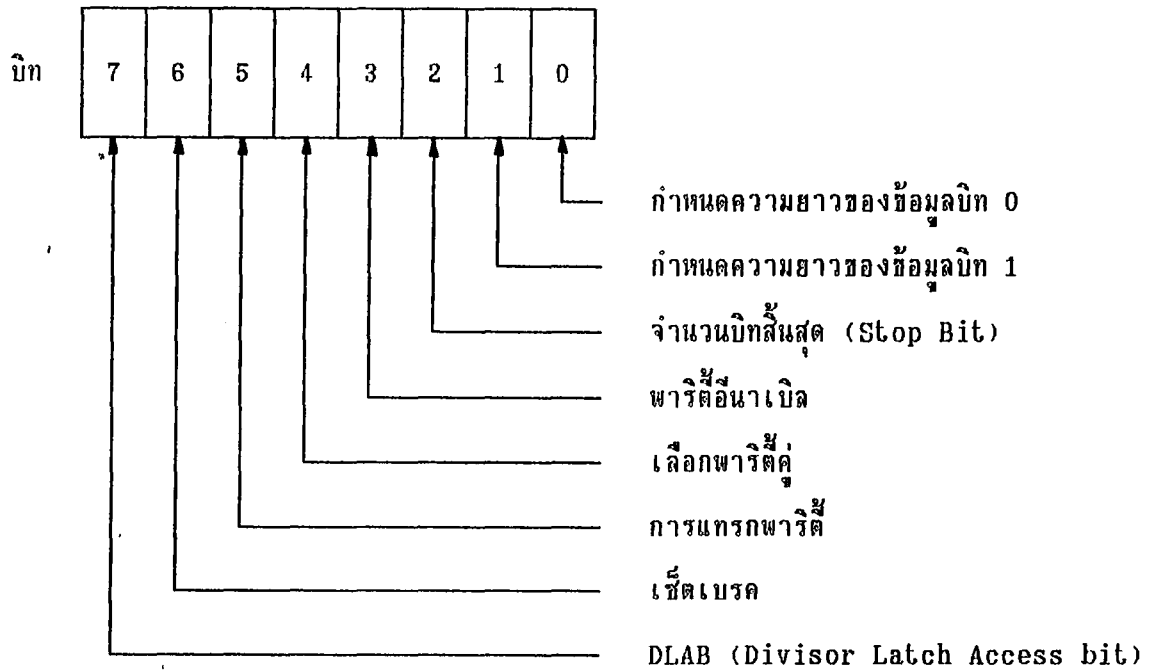 บิท 7 6 5 4 3 2 1 0
กำหนดความยาวของข้อมูลบิท 0
กำหนดความยาวของข้อมูลบิท 1
จำนวนบิทสิ้นสุด (Stop Bit)
พาริตี้อีนาเบิล
เลือกพาริตี้คู่
การแทรกพาริตี้
เซ็ตเบรค
DLAB (Divisor Latch Access bit)